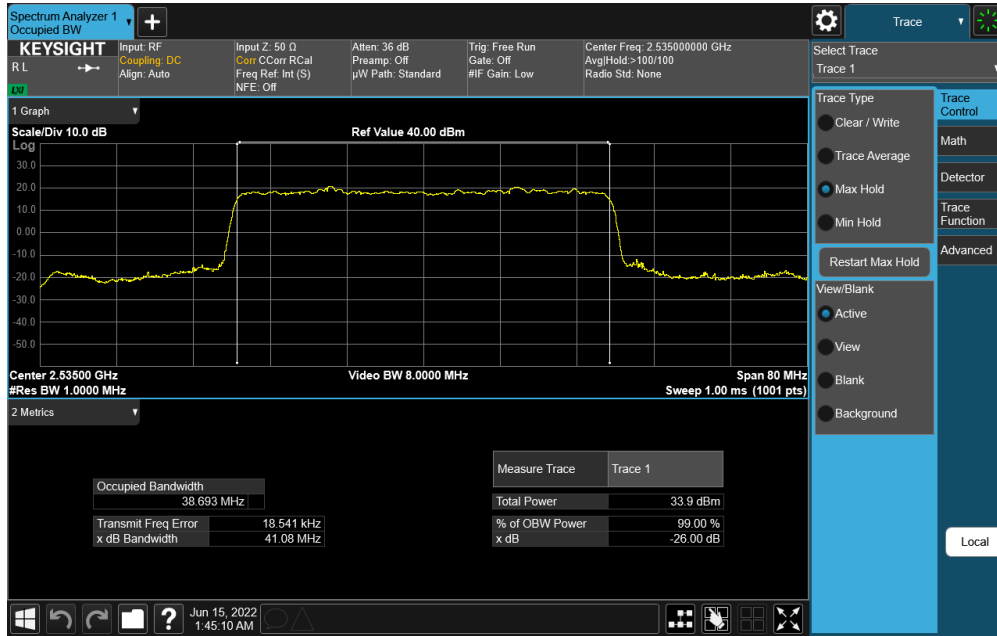 Spectrum Analyzer 1
Occupied BW
Trace
KEYSIGHT
R L
LXI
Input: RF
Coupling: DC
Align: Auto
Input Z: 50 Ω
Corr CCorr RCal
Freq Ref: Int (S)
NFE: Off
Atten: 36 dB
Preamp: Off
µW Path: Standard
Trig: Free Run
Gate: Off
#IF Gain: Low
Center Freq: 2.535000000 GHz
Avg|Hold:>100/100
Radio Std: None
Select Trace
Trace 1
1 Graph
Scale/Div 10.0 dB
Ref Value 40.00 dBm
Log
30.0
20.0
10.0
0.00
-10.0
-20.0
-30.0
-40.0
-50.0
Center 2.53500 GHz
Video BW 8.0000 MHz
Span 80 MHz
#Res BW 1.0000 MHz
Sweep 1.00 ms (1001 pts)
2 Metrics
Occupied Bandwidth
38.693 MHz
Transmit Freq Error 18.541 kHz
x dB Bandwidth 41.08 MHz
Measure Trace Trace 1
Total Power 33.9 dBm
% of OBW Power 99.00 %
x dB -26.00 dB
Trace Type
Clear / Write
Trace Average
Max Hold
Min Hold
Restart Max Hold
View/Blank
Active
View
Blank
Background
Trace
Control
Math
Detector
Trace
Function
Advanced
Local
?
Jun 15, 2022
1:45:10 AM